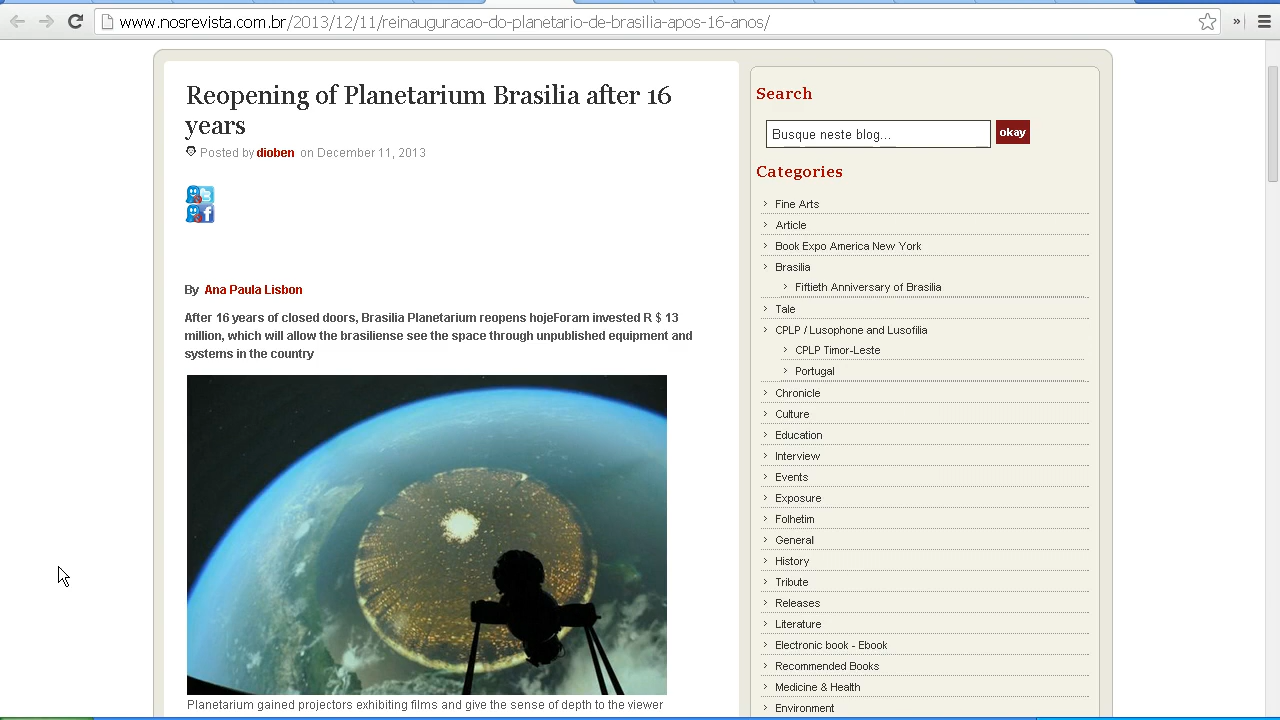 www.nosrevista.com.br/2013/12/11/reinauguracao-do-planetario-de-brasilia-apos-16-anos/
Reopening of Planetarium Brasilia after 16
years
Posted by dioben on December 11, 2013
By Ana Paula Lisbon
After 16 years of closed doors, Brasilia Planetarium reopens hojeForam invested R $ 13
million, which will allow the brasiliense see the space through unpublished equipment and
systems in the country
Planetarium gained projectors exhibiting films and give the sense of depth to the viewer
Search
Busque neste blog... okay
Categories
Fine Arts
Article
Book Expo America New York
Brasilia
Fiftieth Anniversary of Brasilia
Tale
CPLP / Lusophone and Lusofilia
CPLP Timor-Leste
Portugal
Chronicle
Culture
Education
Interview
Events
Exposure
Folhetim
General
History
Tribute
Releases
Literature
Electronic book - Ebook
Recommended Books
Medicine & Health
Environment